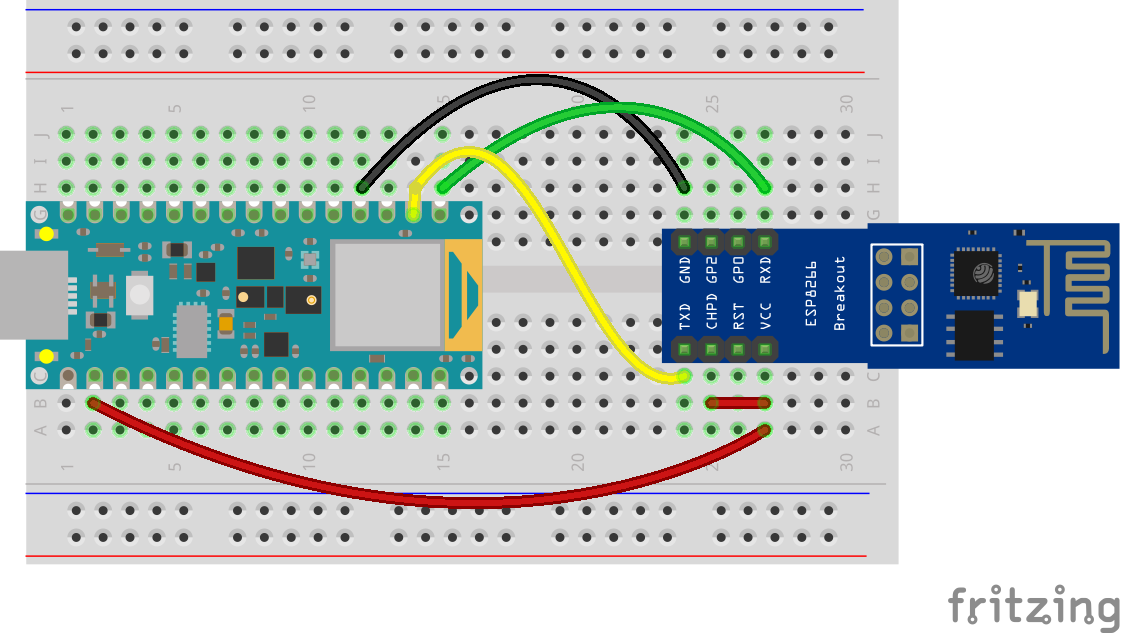 1 5 10 15 20 25 30
J J
I I
H H
G G
GND GP2 GPO RXD
TXD CHPD RST VCC
ESP8266
Breakout
C C
B B
A A
1 5 10 15 20 25 30
fritzing